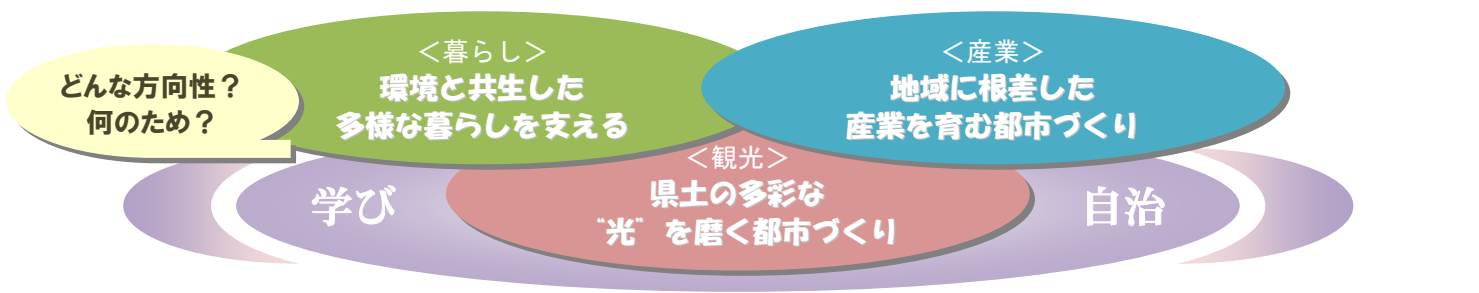 どんな方向性？
何のため？
＜暮らし＞
環境と共生した
多様な暮らしを支える
＜産業＞
地域に根差した
産業を育む都市づくり
＜観光＞
県土の多彩な
“光”を磨く都市づくり
学び
自治